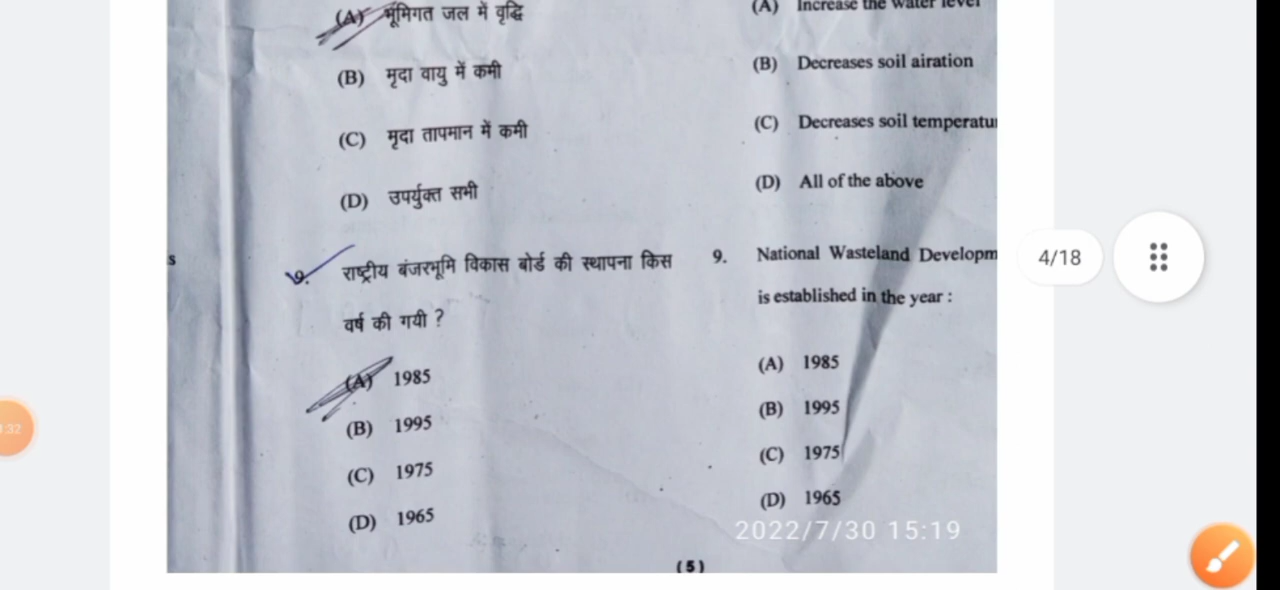 (A) भूमिगत जल में वृद्धि
(B) मृदा वायु में कमी
(C) मृदा तापमान में कमी
(D) उपर्युक्त सभी
9. राष्ट्रीय बंजरभूमि विकास बोर्ड की स्थापना किस
वर्ष की गयी ?
(A) 1985
(B) 1995
(C) 1975
(D) 1965
(A) Increase the water level
(B) Decreases soil airation
(C) Decreases soil temperatu
(D) All of the above
9. National Wasteland Developm
is established in the year :
(A) 1985
(B) 1995
(C) 1975
(D) 1965
2022/7/30 15:19
(5)
s
4/18
:32